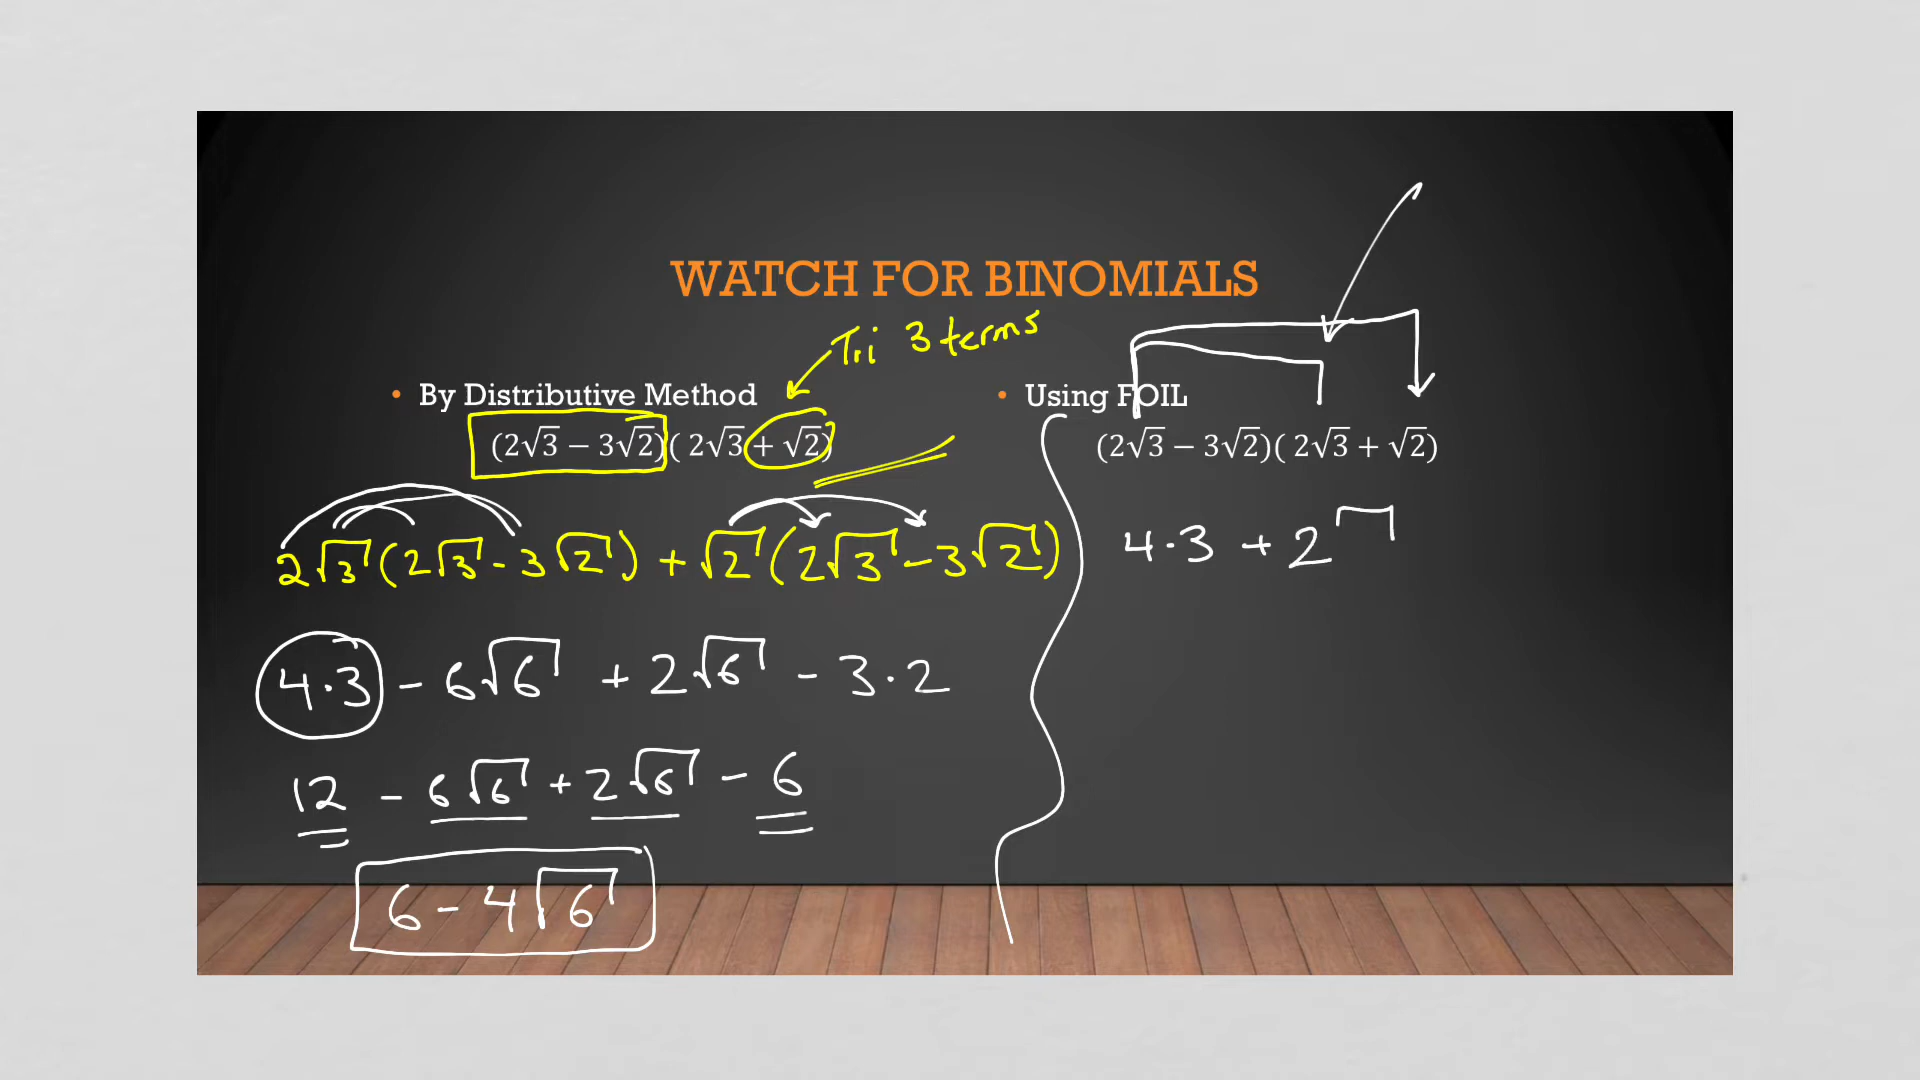 WATCH FOR BINOMIALS
Tri 3 terms
• By Distributive Method
(2√3 − 3√2)( 2√3 + √2)
2√3(2√3 - 3√2) + √2(2√3 - 3√2)
4·3 - 6√6 + 2√6 - 3·2
12 - 6√6 + 2√6 - 6
6 - 4√6
• Using FOIL
(2√3 − 3√2)( 2√3 + √2)
4·3 + 2√